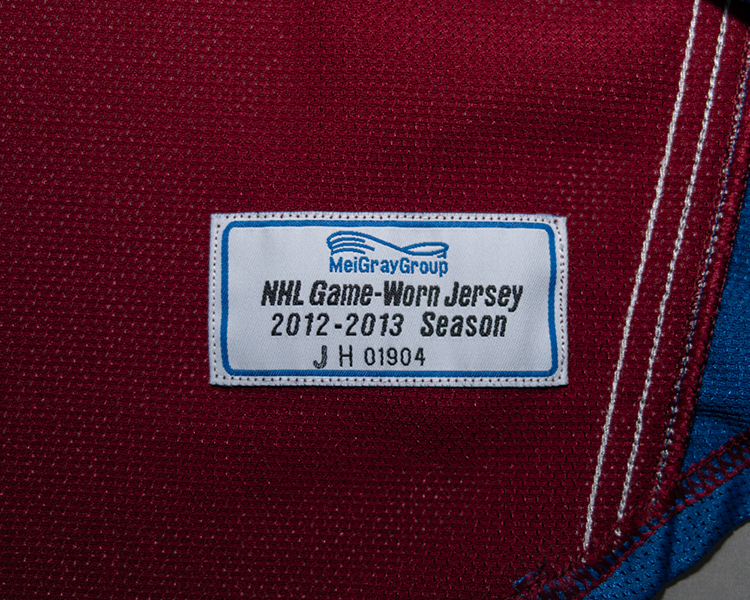 MeiGrayGroup
NHL Game-Worn Jersey
2012-2013 Season
J H 01904